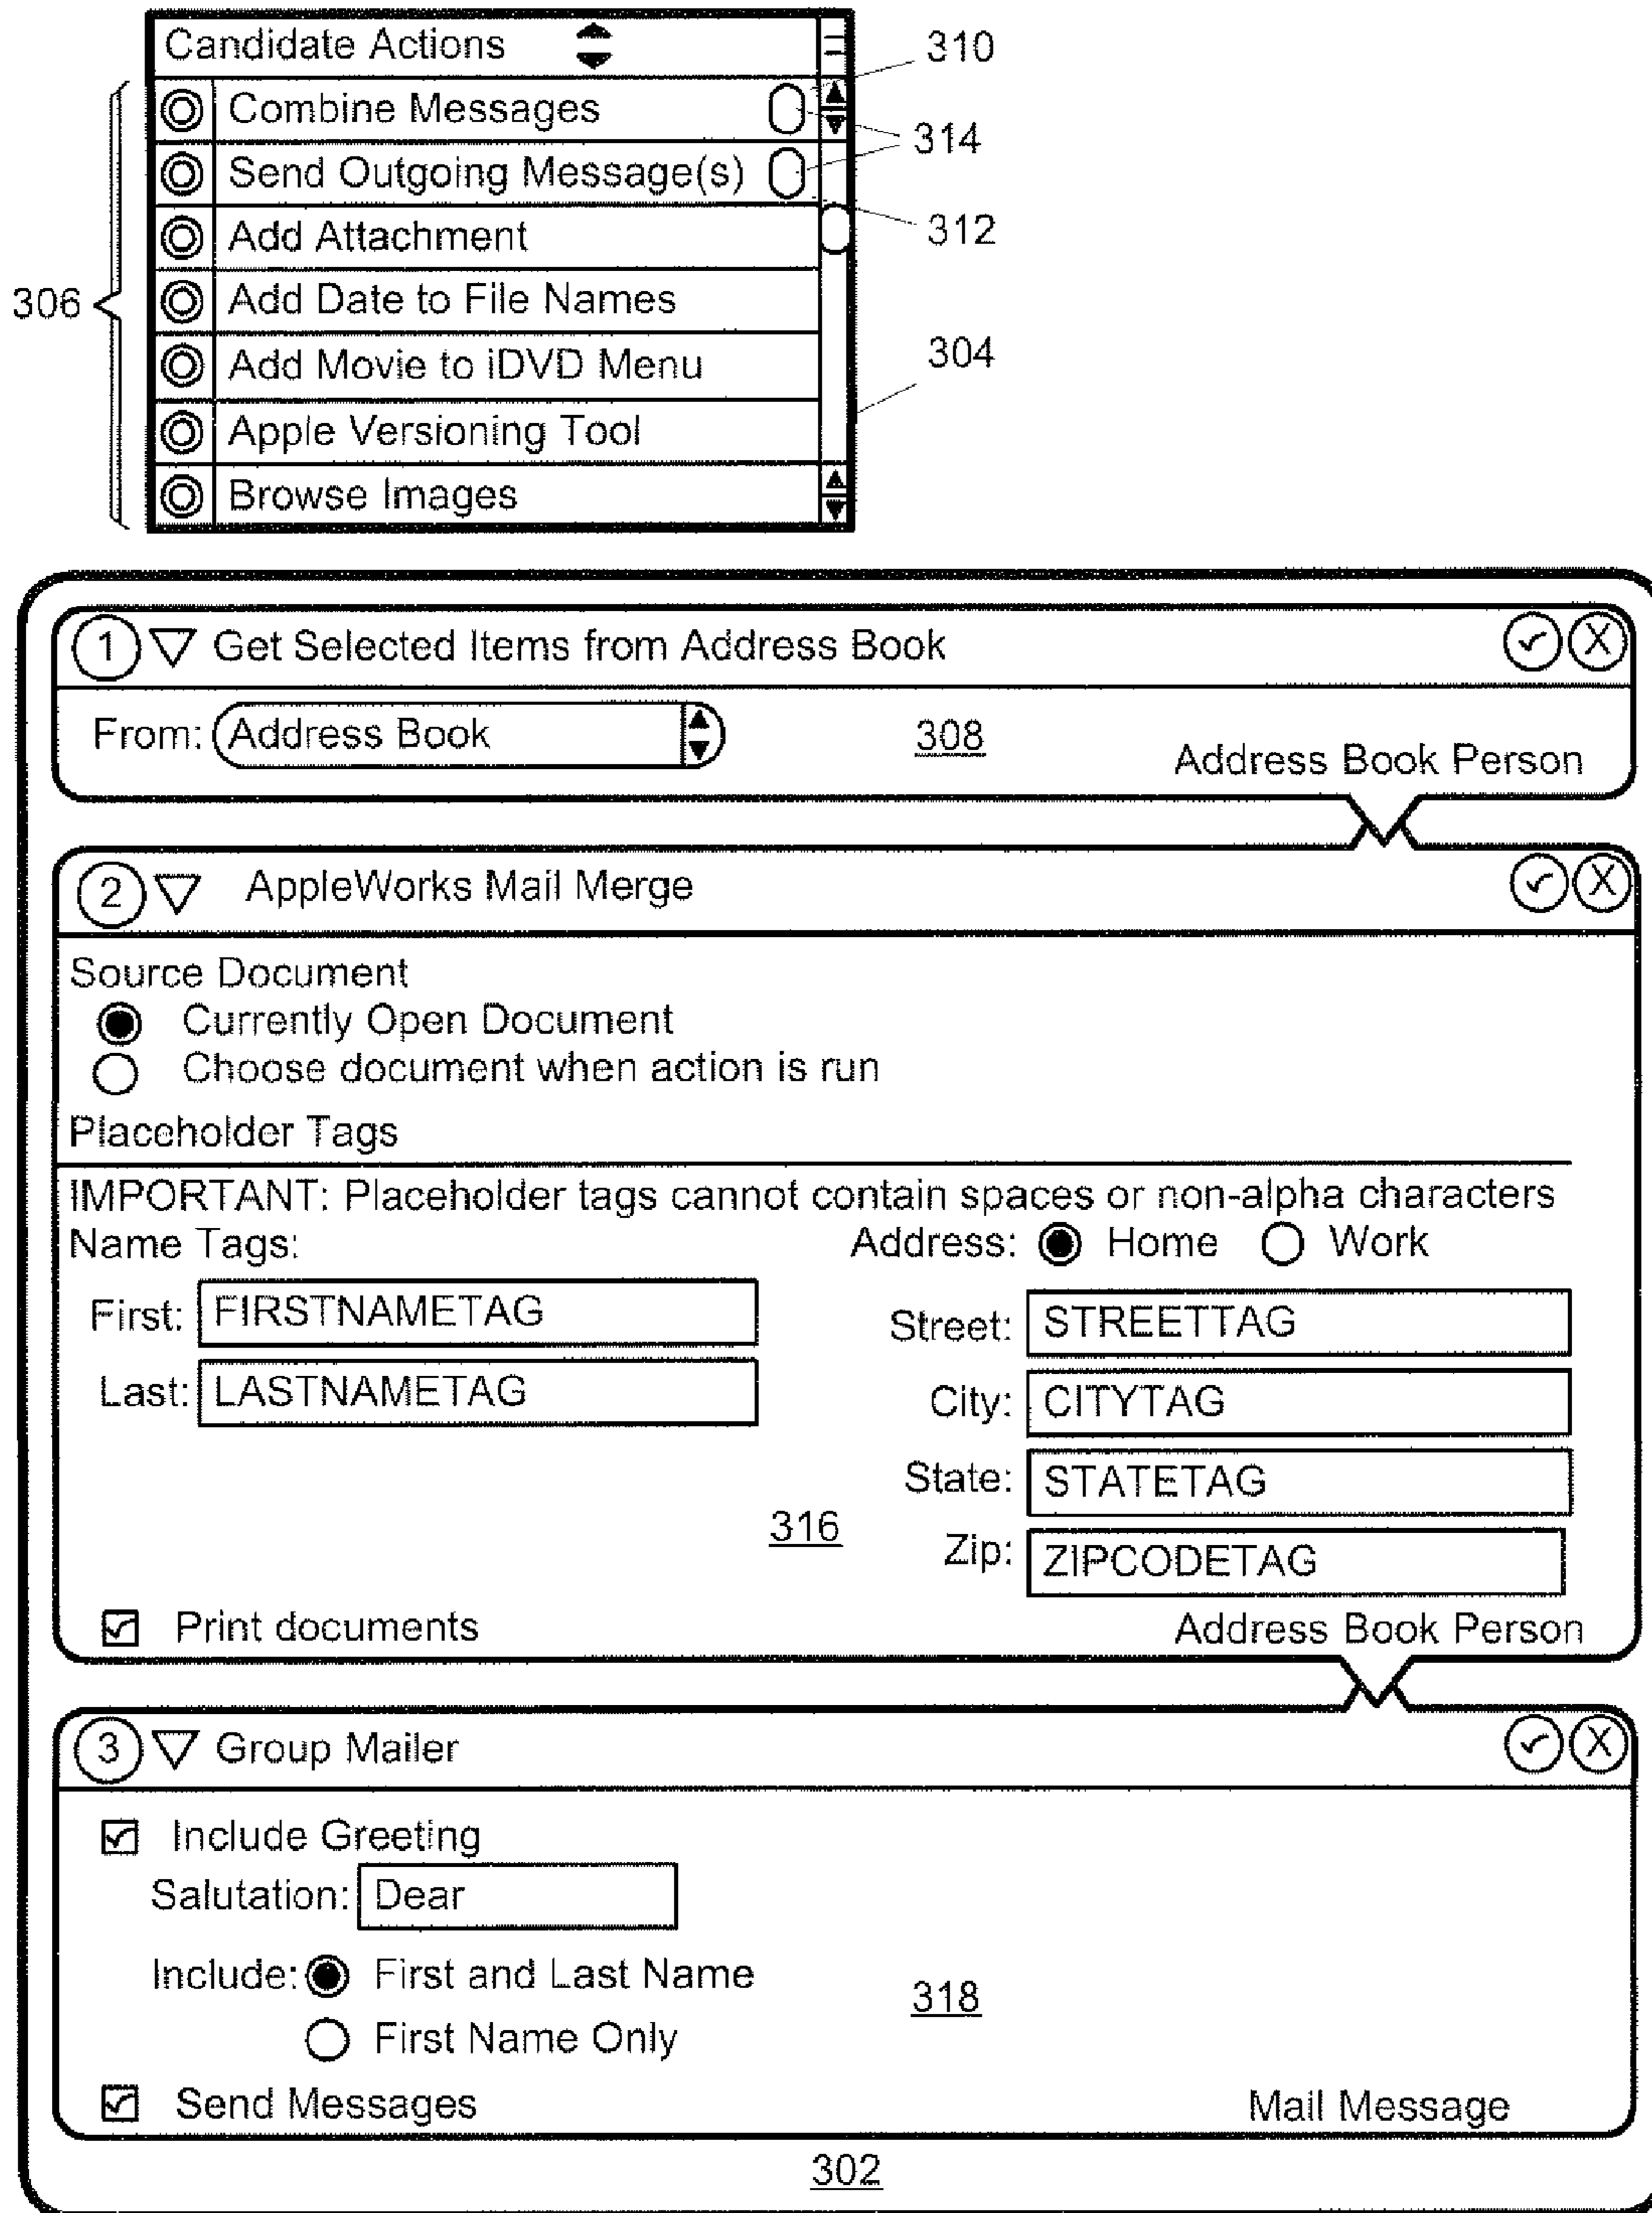 Candidate Actions
310
Combine Messages
314
Send Outgoing Message(s)
312
Add Attachment
306
Add Date to File Names
304
Add Movie to iDVD Menu
Apple Versioning Tool
Browse Images
1 Get Selected Items from Address Book X
From: Address Book 308
Address Book Person
2 AppleWorks Mail Merge X
Source Document
Currently Open Document
Choose document when action is run
Placeholder Tags
IMPORTANT: Placeholder tags cannot contain spaces or non-alpha characters
Name Tags: Address: Home Work
First: FIRSTNAMETAG Street: STREETTAG
Last: LASTNAMETAG City: CITYTAG
State: STATETAG
316
Zip: ZIPCODETAG
Print documents Address Book Person
3 Group Mailer X
Include Greeting
Salutation: Dear
Include: First and Last Name
318
First Name Only
Send Messages Mail Message
302